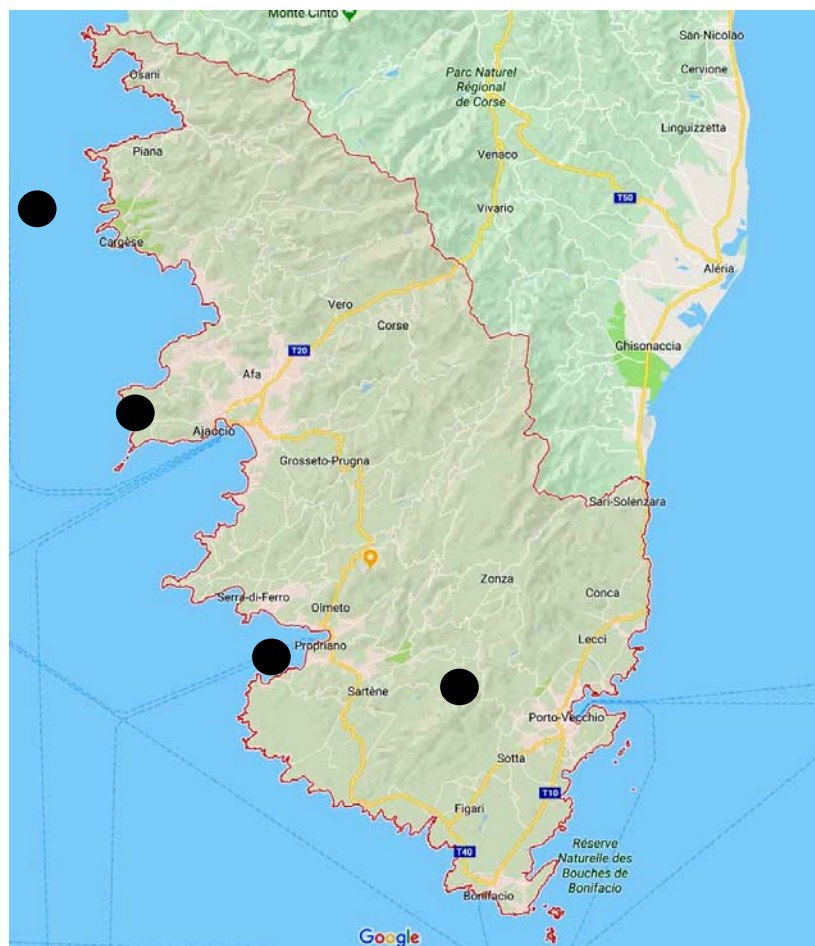 Monte Cinto
San-Nicolao
Cervione
Parc Naturel
Régional
de Corse
Osani
Linguizzetta
Piana
Venaco
T50
Vivario
Cargèse
Aléria
Vero
Corse
Ghisonaccia
T20
Afa
Ajaccio
Grosseto-Prugna
Sari-Solenzara
Zonza
Conca
Serra-di-Ferro
Olmeto
Lecci
Propriano
Sartène
Porto-Vecchio
Sotta
T10
Figari
T40
Réserve
Naturelle des
Bouches de
Bonifacio
Bonifacio
Google